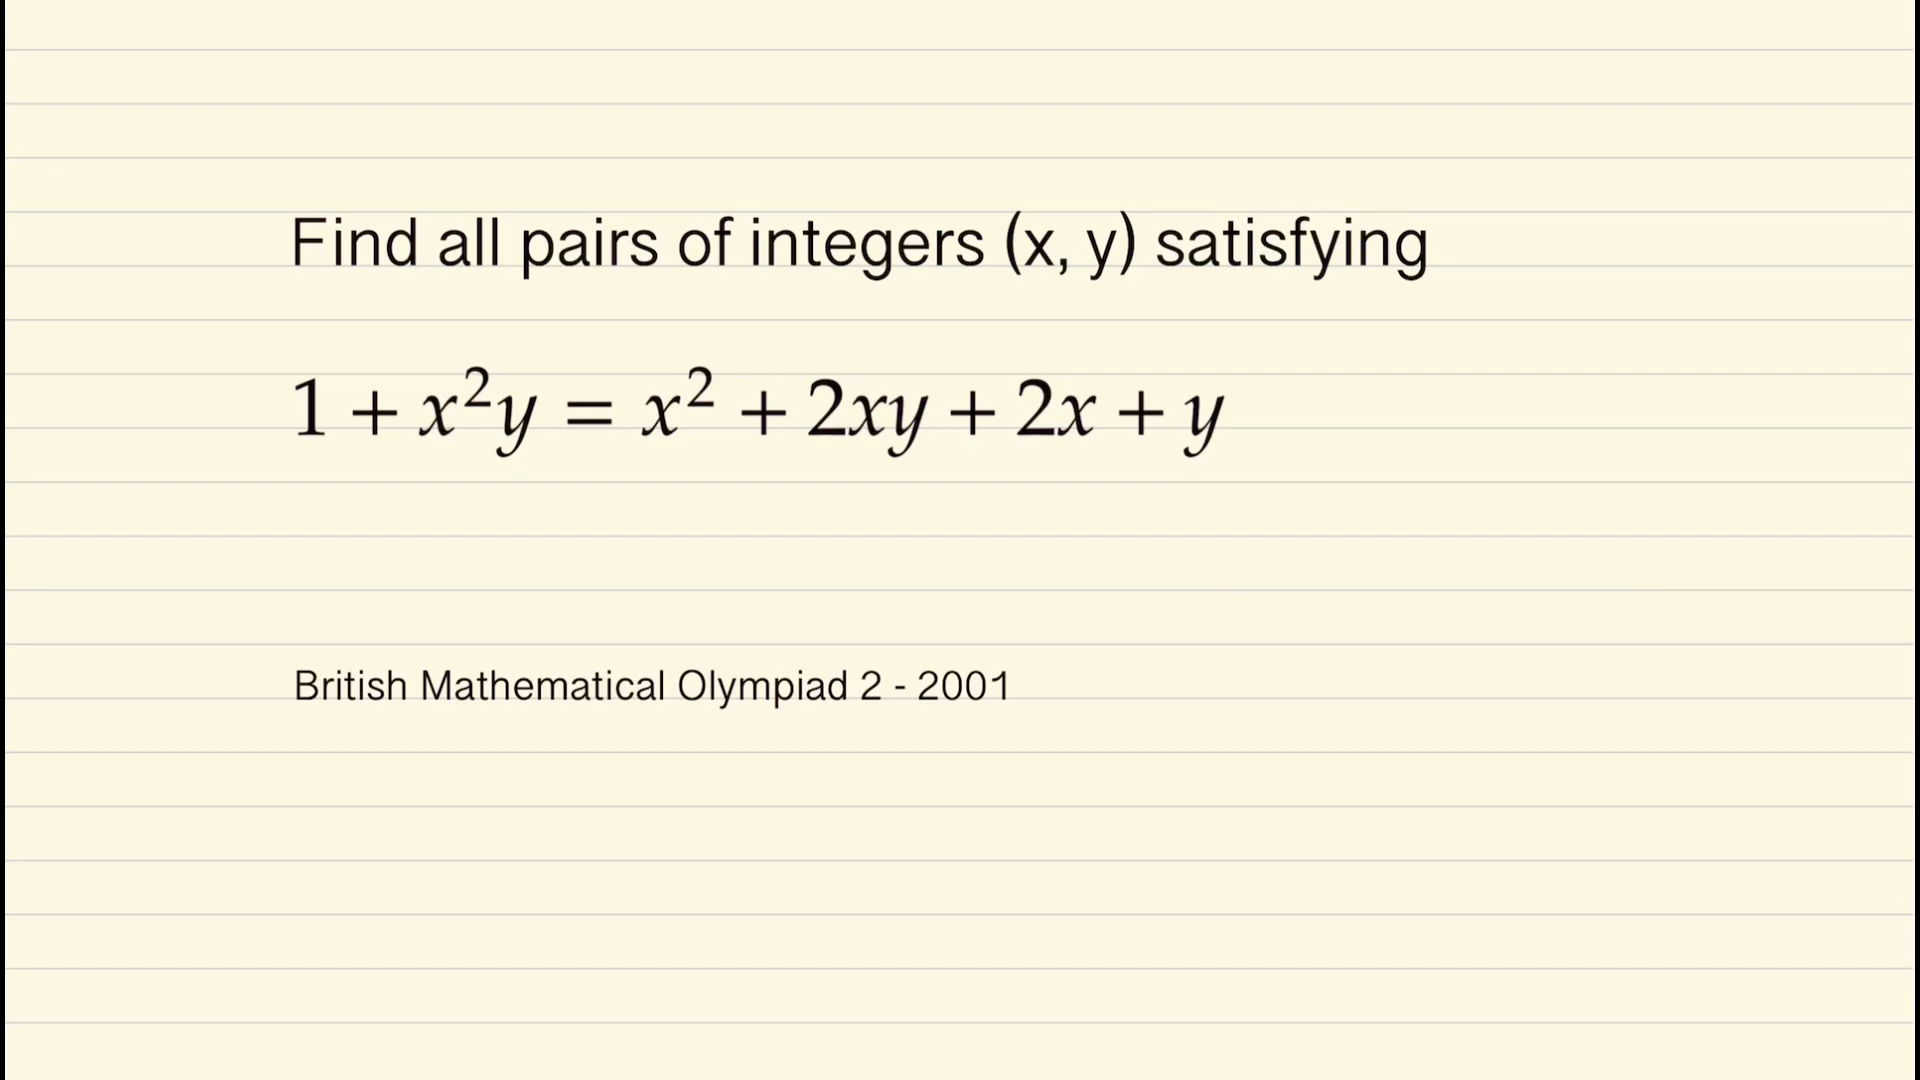 Find all pairs of integers (x, y) satisfying
1 + x²y = x² + 2xy + 2x + y
British Mathematical Olympiad 2 - 2001